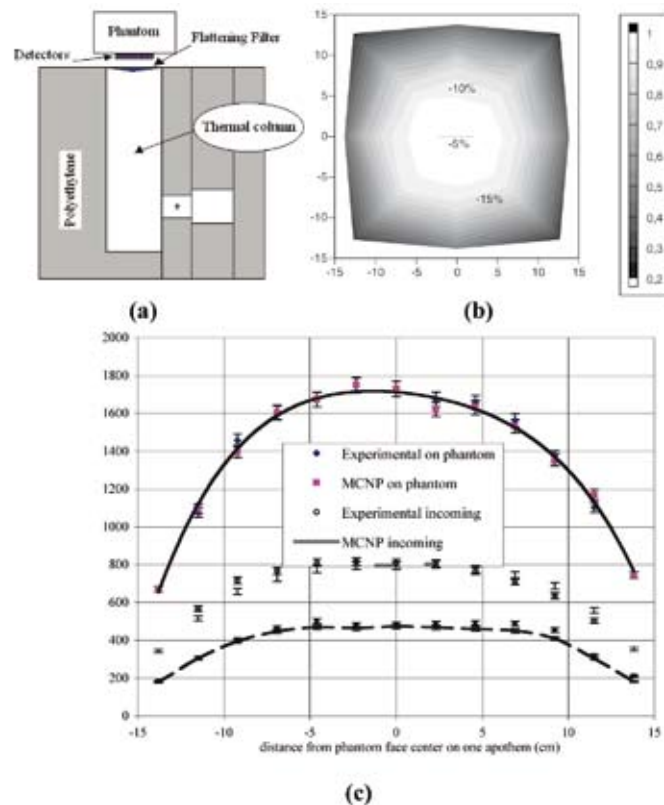 Phantom
Flattening Filter
Detectors
Thermal column
Polyethylene
*
(a)
15
10
5
0
-5
-10
-15
-15 -10 -5 0 5 10 15
-10%
-5%
-15%
1
0,9
0,8
0,7
0,6
0,5
0,4
0,3
0,2
(b)
2000
1800
1600
1400
1200
1000
800
600
400
200
0
Experimental on phantom
MCNP on phantom
Experimental incoming
MCNP incoming
-15 -10 -5 0 5 10 15
distance from phantom face center on one apothem (cm)
(c)